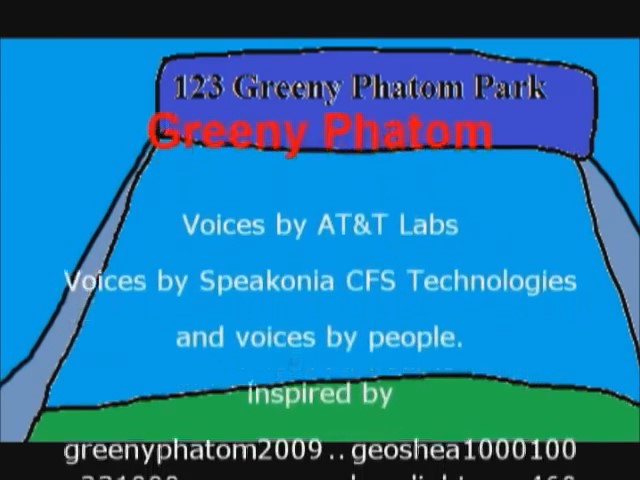 123 Greeny Phatom Park
Greeny Phatom
Voices by AT&T Labs
Voices by Speakonia CFS Technologies
and voices by people.
inspired by
greenyphatom2009.. geoshea1000100